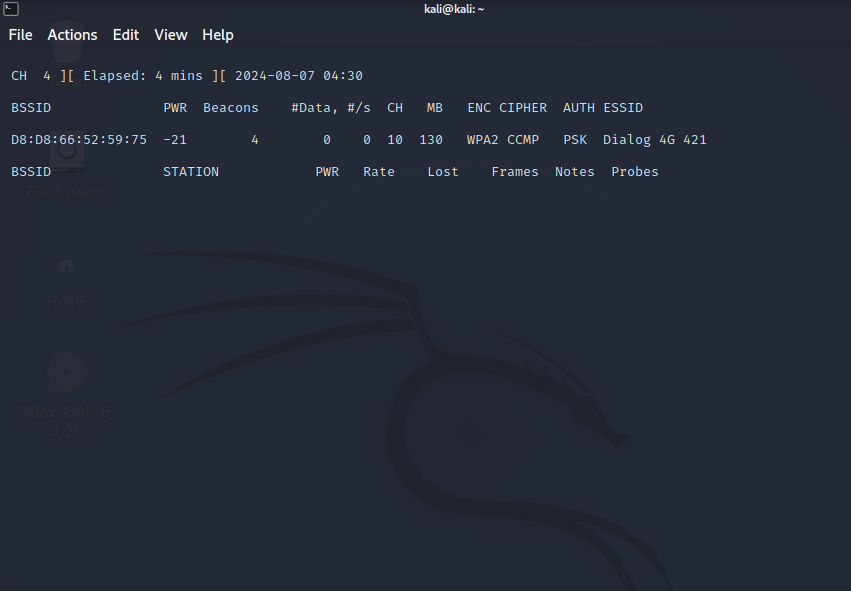 kali@kali: ~
File Actions Edit View Help
CH 4 ][ Elapsed: 4 mins ][ 2024-08-07 04:30
BSSID PWR Beacons #Data, #/s CH MB ENC CIPHER AUTH ESSID
D8:D8:66:52:59:75 -21 4 0 0 10 130 WPA2 CCMP PSK Dialog 4G 421
BSSID STATION PWR Rate Lost Frames Notes Probes
File System
Home
VBox_GAs_6
1.26